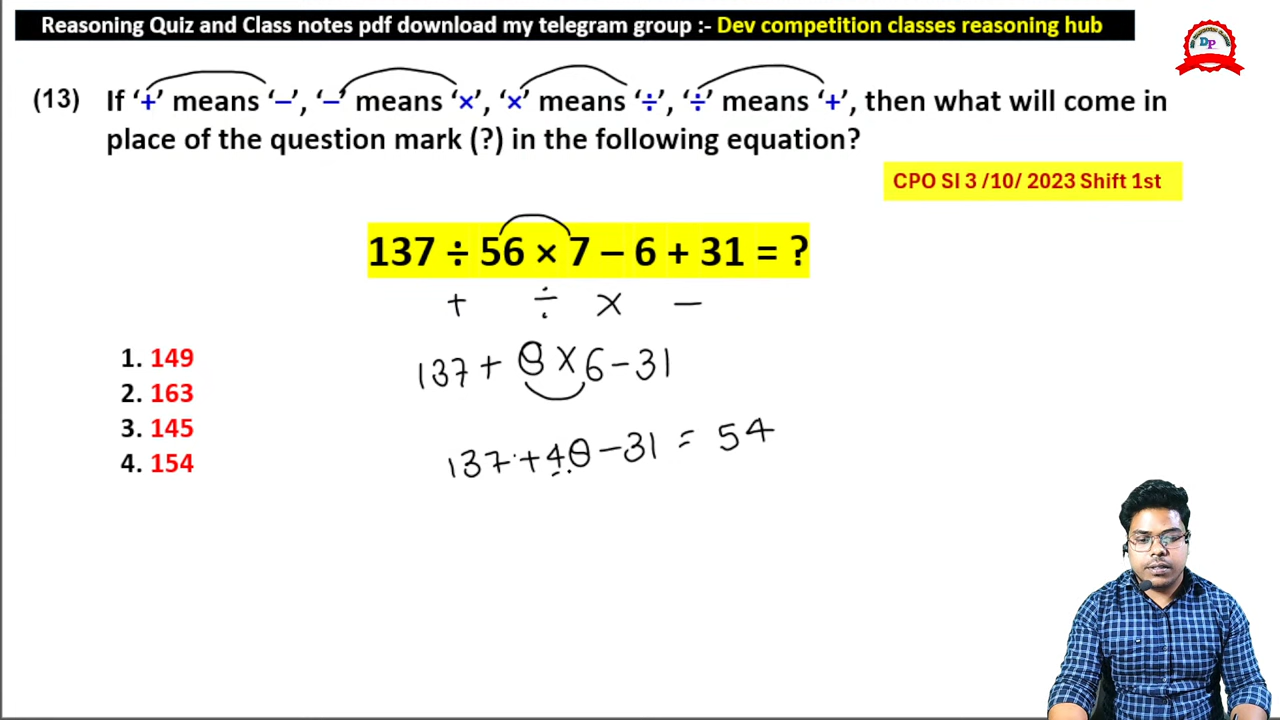 Reasoning Quiz and Class notes pdf download my telegram group :- Dev competition classes reasoning hub
DP
(13) If ‘+’ means ‘–’, ‘–’ means ‘×’, ‘×’ means ‘÷’, ‘÷’ means ‘+’, then what will come in
place of the question mark (?) in the following equation?
CPO SI 3 /10/ 2023 Shift 1st
137 ÷ 56 × 7 – 6 + 31 = ?
+ ÷ × –
1. 149
137 + 8 × 6 – 31
2. 163
3. 145
137 + 48 – 31 = 54
4. 154